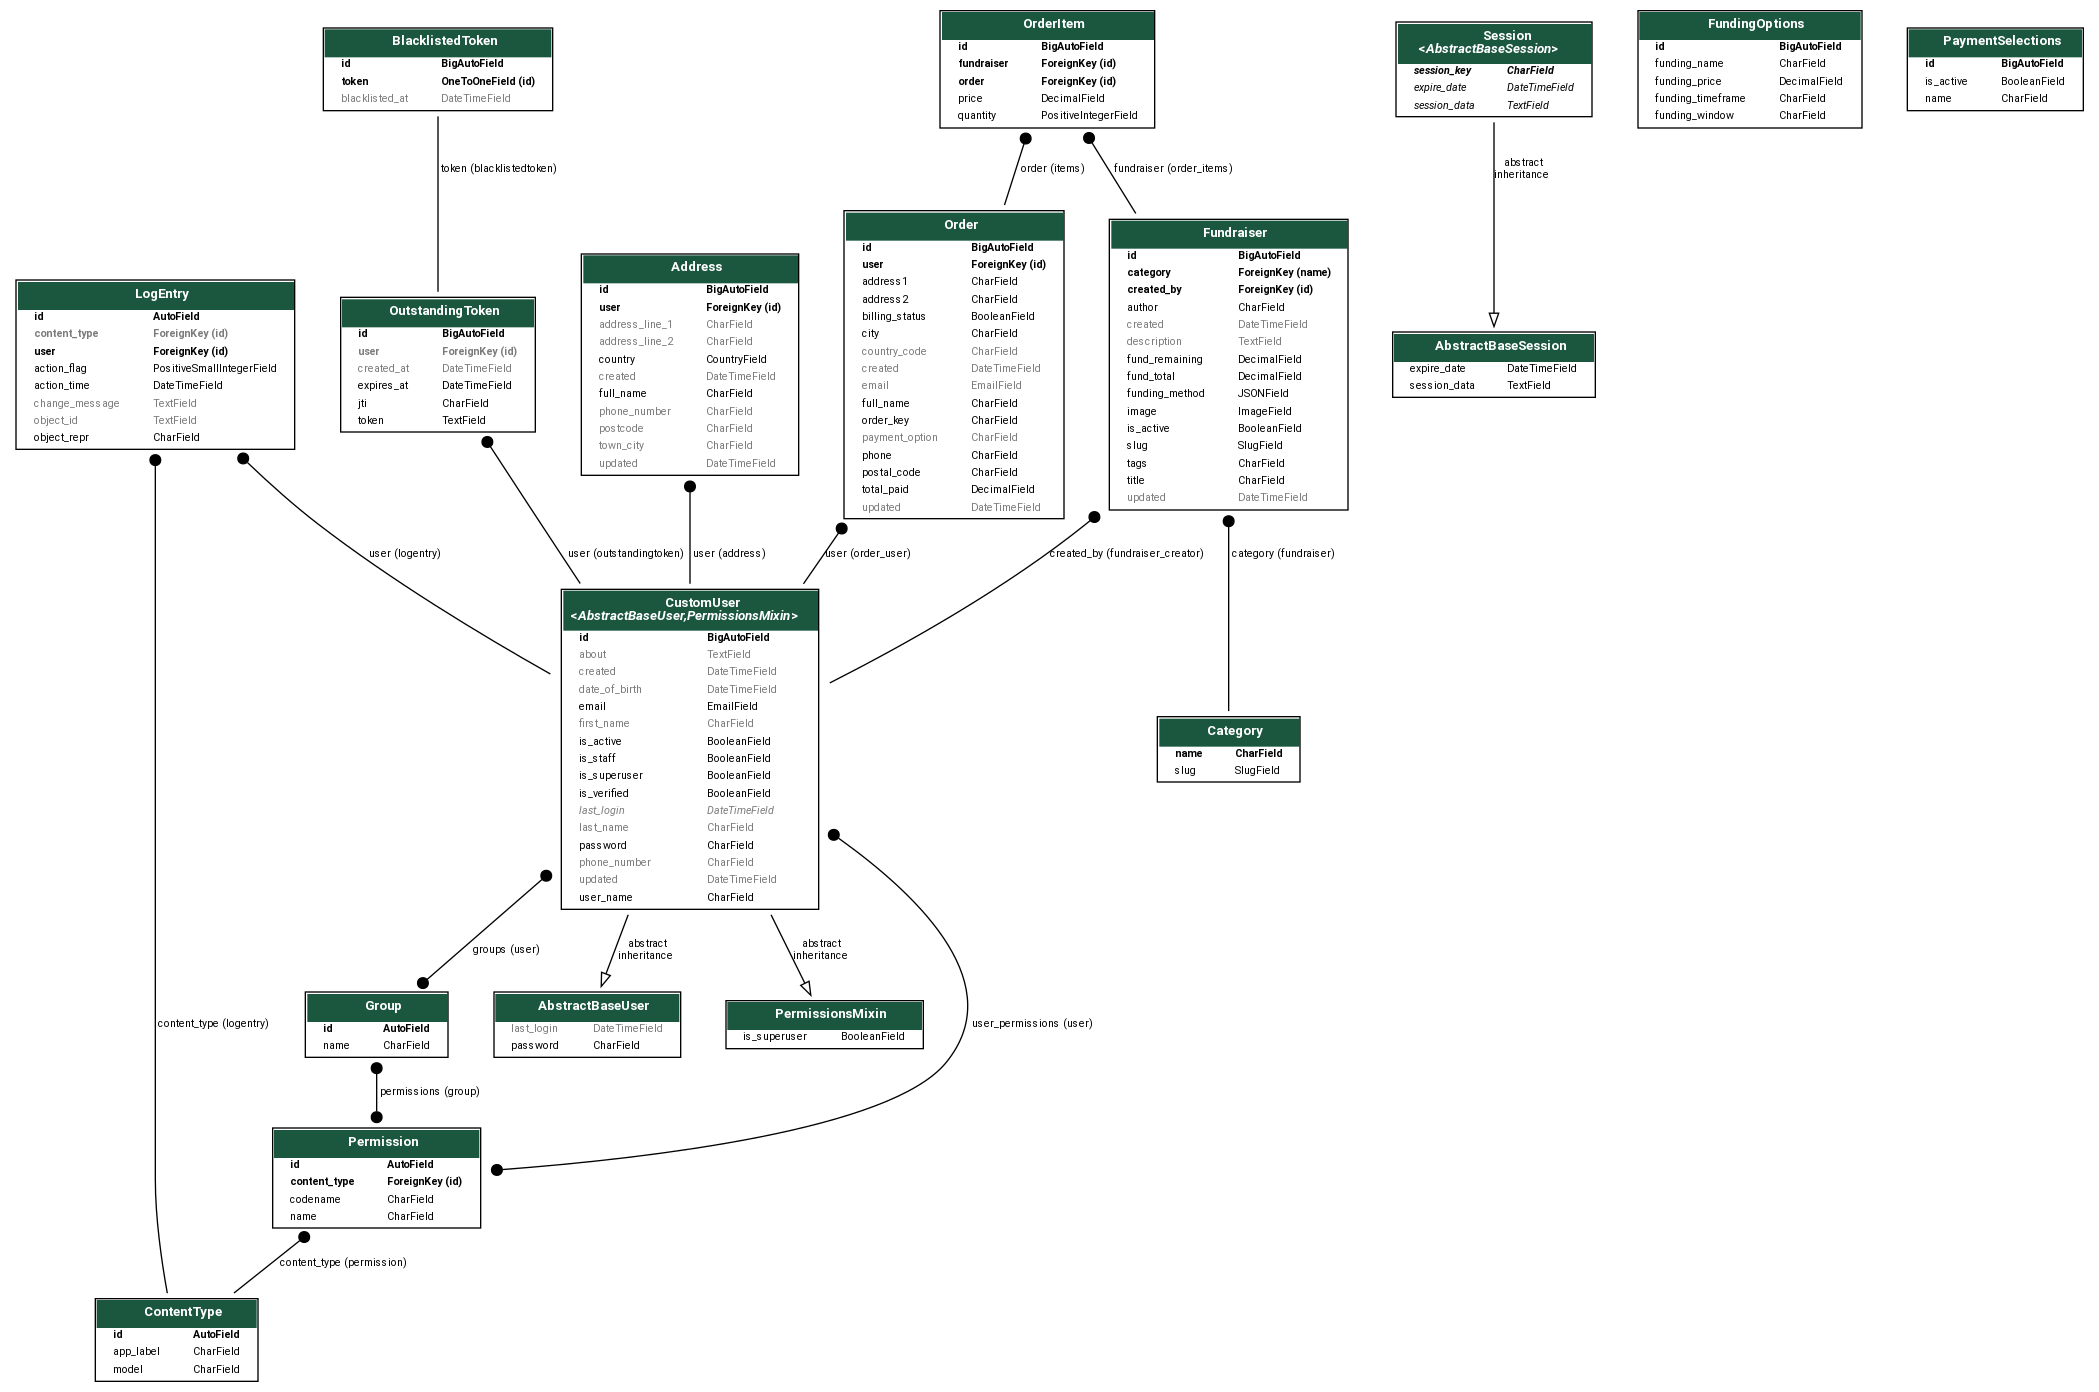 BlacklistedToken
id BigAutoField
token OneToOneField (id)
blacklisted_at DateTimeField
OrderItem
id BigAutoField
fundraiser ForeignKey (id)
order ForeignKey (id)
price DecimalField
quantity PositiveIntegerField
Session
<AbstractBaseSession>
session_key CharField
expire_date DateTimeField
session_data TextField
FundingOptions
id BigAutoField
funding_name CharField
funding_price DecimalField
funding_timeframe CharField
funding_window CharField
PaymentSelections
id BigAutoField
is_active BooleanField
name CharField
token (blacklistedtoken)
order (items)
fundraiser (order_items)
abstract
inheritance
LogEntry
id AutoField
content_type ForeignKey (id)
user ForeignKey (id)
action_flag PositiveSmallIntegerField
action_time DateTimeField
change_message TextField
object_id TextField
object_repr CharField
OutstandingToken
id BigAutoField
user ForeignKey (id)
created_at DateTimeField
expires_at DateTimeField
jti CharField
token TextField
Address
id BigAutoField
user ForeignKey (id)
address_line_1 CharField
address_line_2 CharField
country CountryField
created DateTimeField
full_name CharField
phone_number CharField
postcode CharField
town_city CharField
updated DateTimeField
Order
id BigAutoField
user ForeignKey (id)
address1 CharField
address2 CharField
billing_status BooleanField
city CharField
country_code CharField
created DateTimeField
email EmailField
full_name CharField
order_key CharField
payment_option CharField
phone CharField
postal_code CharField
total_paid DecimalField
updated DateTimeField
Fundraiser
id BigAutoField
category ForeignKey (name)
created_by ForeignKey (id)
author CharField
created DateTimeField
description TextField
fund_remaining DecimalField
fund_total DecimalField
funding_method JSONField
image ImageField
is_active BooleanField
slug SlugField
tags CharField
title CharField
updated DateTimeField
AbstractBaseSession
expire_date DateTimeField
session_data TextField
user (logentry)
user (outstandingtoken)
user (address)
user (order_user)
created_by (fundraiser_creator)
category (fundraiser)
CustomUser
<AbstractBaseUser,PermissionsMixin>
id BigAutoField
about TextField
created DateTimeField
date_of_birth DateTimeField
email EmailField
first_name CharField
is_active BooleanField
is_staff BooleanField
is_superuser BooleanField
is_verified BooleanField
last_login DateTimeField
last_name CharField
password CharField
phone_number CharField
updated DateTimeField
user_name CharField
Category
name CharField
slug SlugField
groups (user)
abstract
inheritance
abstract
inheritance
Group
id AutoField
name CharField
AbstractBaseUser
last_login DateTimeField
password CharField
PermissionsMixin
is_superuser BooleanField
content_type (logentry)
user_permissions (user)
permissions (group)
Permission
id AutoField
content_type ForeignKey (id)
codename CharField
name CharField
content_type (permission)
ContentType
id AutoField
app_label CharField
model CharField